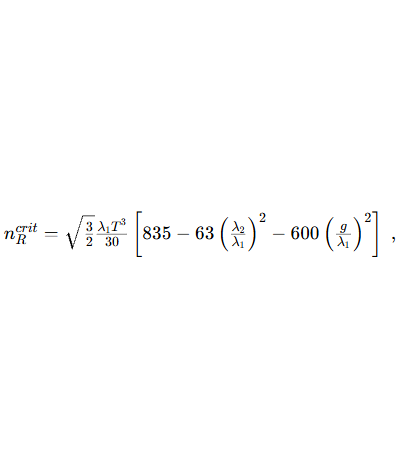 n_R^{crit} = \sqrt{\frac{3}{2}} \frac{\lambda_1 T^3}{30} \left[ 835 - 63 \left( \frac{\lambda_2}{\lambda_1} \right)^2 - 600 \left( \frac{g}{\lambda_1} \right)^2 \right] ,